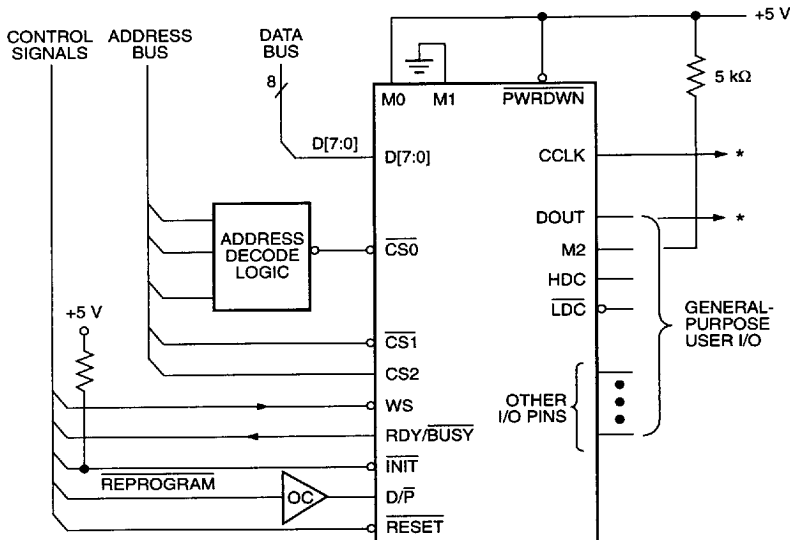 CONTROL
SIGNALS
ADDRESS
BUS
DATA
BUS
8
+5 V
5 kΩ
M0
M1
PWRDWN
D[7:0]
D[7:0]
CCLK
*
DOUT
*
ADDRESS
DECODE
LOGIC
CS0
M2
HDC
LDC
GENERAL-
PURPOSE
USER I/O
+5 V
CS1
CS2
OTHER
I/O PINS
WS
RDY/BUSY
INIT
REPROGRAM
OC
D/P
RESET